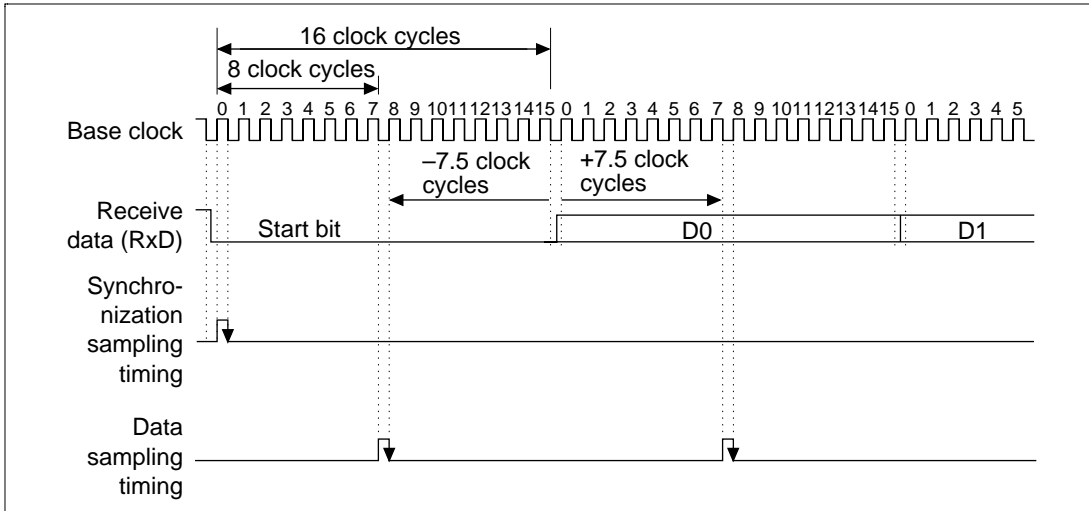 16 clock cycles
8 clock cycles
0 1 2 3 4 5 6 7 8 9 10 11 12 13 14 15 0 1 2 3 4 5 6 7 8 9 10 11 12 13 14 15 0 1 2 3 4 5
Base clock
–7.5 clock
cycles
+7.5 clock
cycles
Receive
data (RxD)
Start bit
D0
D1
Synchro-
nization
sampling
timing
Data
sampling
timing